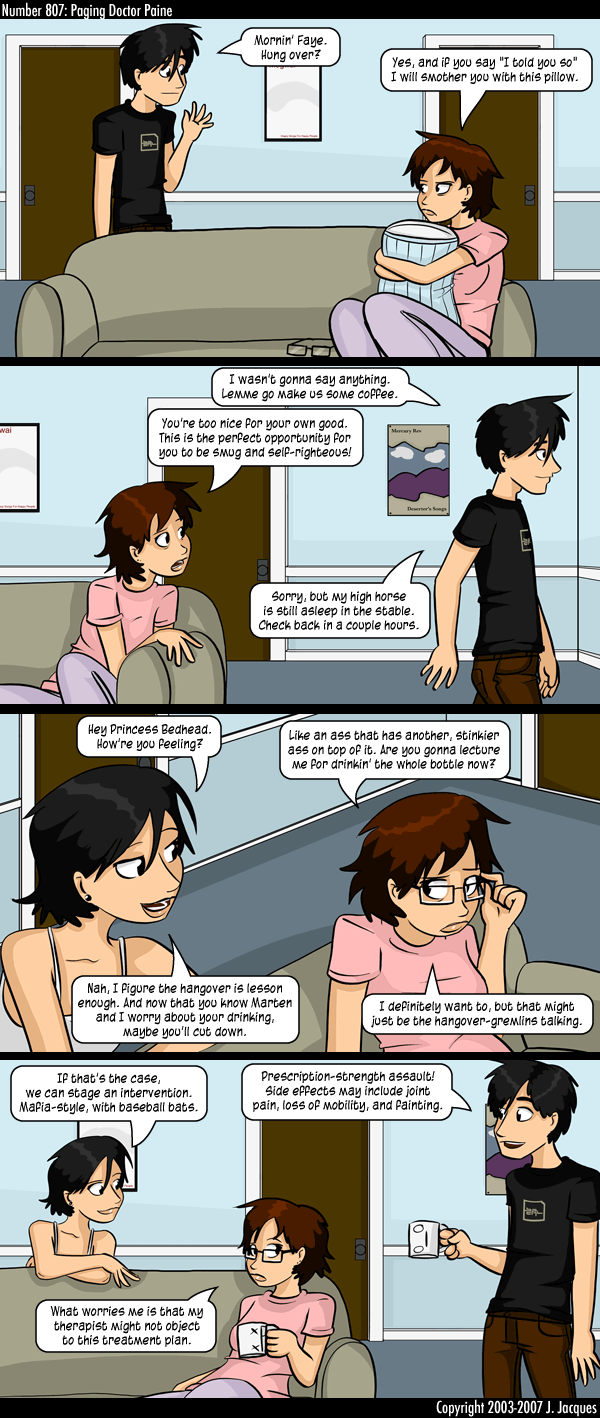 Number 807: Paging Doctor Paine
Mornin' Faye.
Hung over?
Yes, and if you say "I told you so"
I will smother you with this pillow.
I wasn't gonna say anything.
Lemme go make us some coffee.
You're too nice for your own good.
This is the perfect opportunity for
you to be smug and self-righteous!
wai
Mercury Rev
Deserter's Songs
Sorry, but my high horse
is still asleep in the stable.
Check back in a couple hours.
Hey Princess Bedhead.
How're you feeling?
Like an ass that has another, stinkier
ass on top of it. Are you gonna lecture
me for drinkin' the whole bottle now?
Nah, I figure the hangover is lesson
enough. And now that you know Marten
and I worry about your drinking,
maybe you'll cut down.
I definitely want to, but that might
just be the hangover-gremlins talking.
If that's the case,
we can stage an intervention.
Mafia-style, with baseball bats.
Prescription-strength assault!
Side effects may include joint
pain, loss of mobility, and fainting.
What worries me is that my
therapist might not object
to this treatment plan.
Copyright 2003-2007 J. Jacques